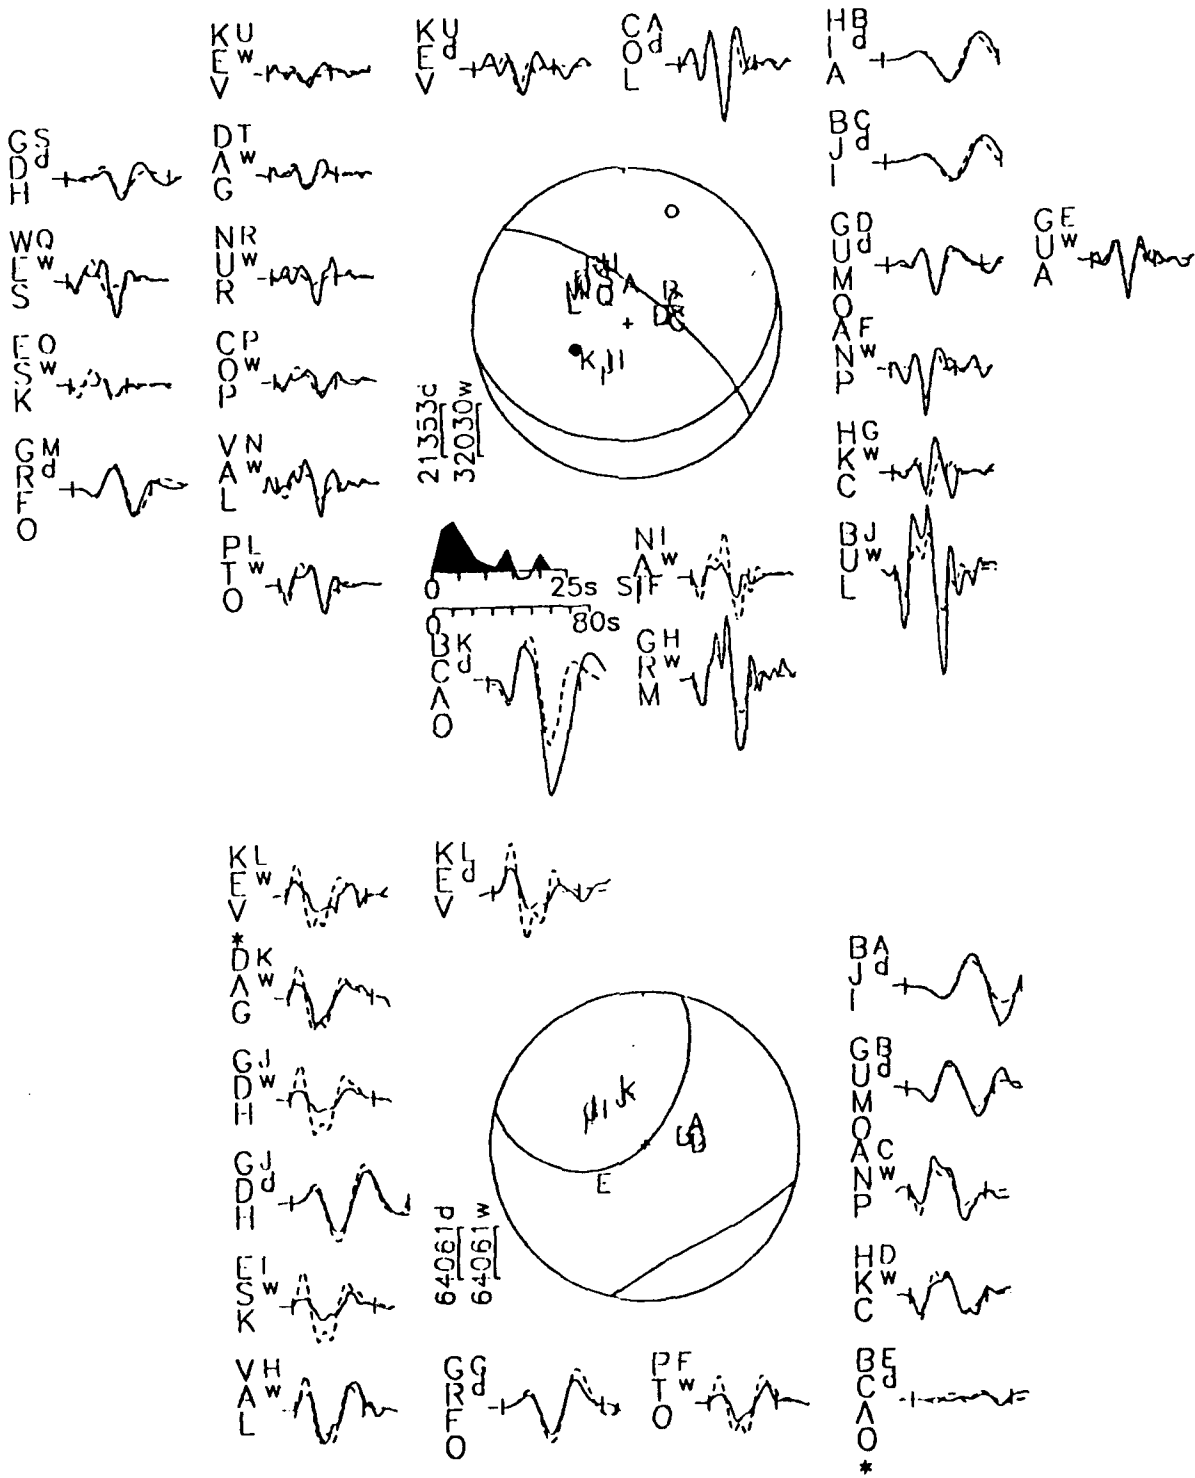 KEV U w
KEV U d
COL A d
HIA B d
GDH S d
DAG T w
BJI C d
WES Q w
NUR R w
GUMO D d
GUA E w
ESK O w
COP P w
ANP F w
21353d
32030w
GRFO M d
VAL N w
HKC G w
PTO L w
0 25s
NAI I w
SJF
BUL J w
0 80s
BCAO K d
GRM H w
KEV L w
KEV L d
*
DAG K w
BJI A d
GDH J w
GUMO B d
E
GDH J d
ANP C w
64061d
64061w
ESK I w
HKC D w
VAL H w
GRFO G d
PTO F w
BCAO E d
*